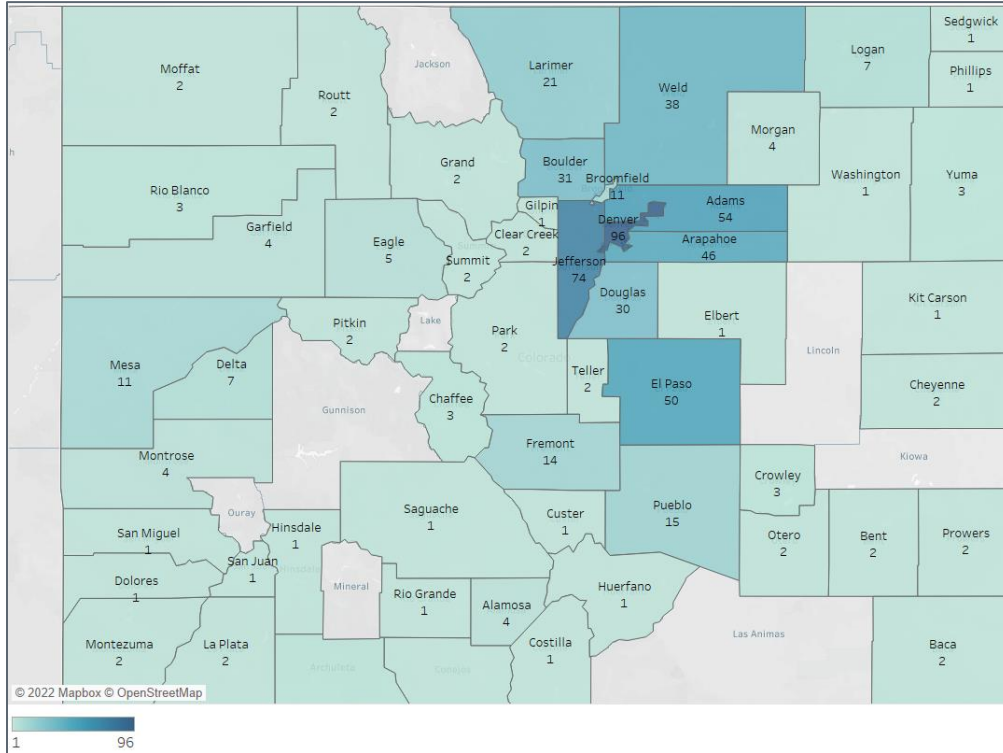 Sedgwick
1
Moffat
2
Jackson
Larimer
21
Logan
7
Phillips
1
Routt
2
Weld
38
Morgan
4
Grand
2
Boulder
31
Broomfield
11
Washington
1
Yuma
3
Rio Blanco
3
Gilpin
1
Adams
54
Garfield
4
Eagle
5
Clear Creek
2
Denver
96
Arapahoe
46
Summit
2
Jefferson
74
Douglas
30
Kit Carson
1
Elbert
1
Pitkin
2
Lake
Park
2
Colorado
Lincoln
Mesa
11
Delta
7
Teller
2
El Paso
50
Cheyenne
2
Chaffee
3
Gunnison
Fremont
14
Montrose
4
Kiowa
Crowley
3
Saguache
1
Pueblo
15
Ouray
Custer
1
Hinsdale
1
San Miguel
1
Otero
2
Bent
2
Prowers
2
San Juan
1
Hinsdale
Dolores
1
Mineral
Rio Grande
1
Alamosa
4
Huerfano
1
Montezuma
2
La Plata
2
Costilla
1
Las Animas
Baca
2
Archuleta
Conejos
© 2022 Mapbox © OpenStreetMap
1 96